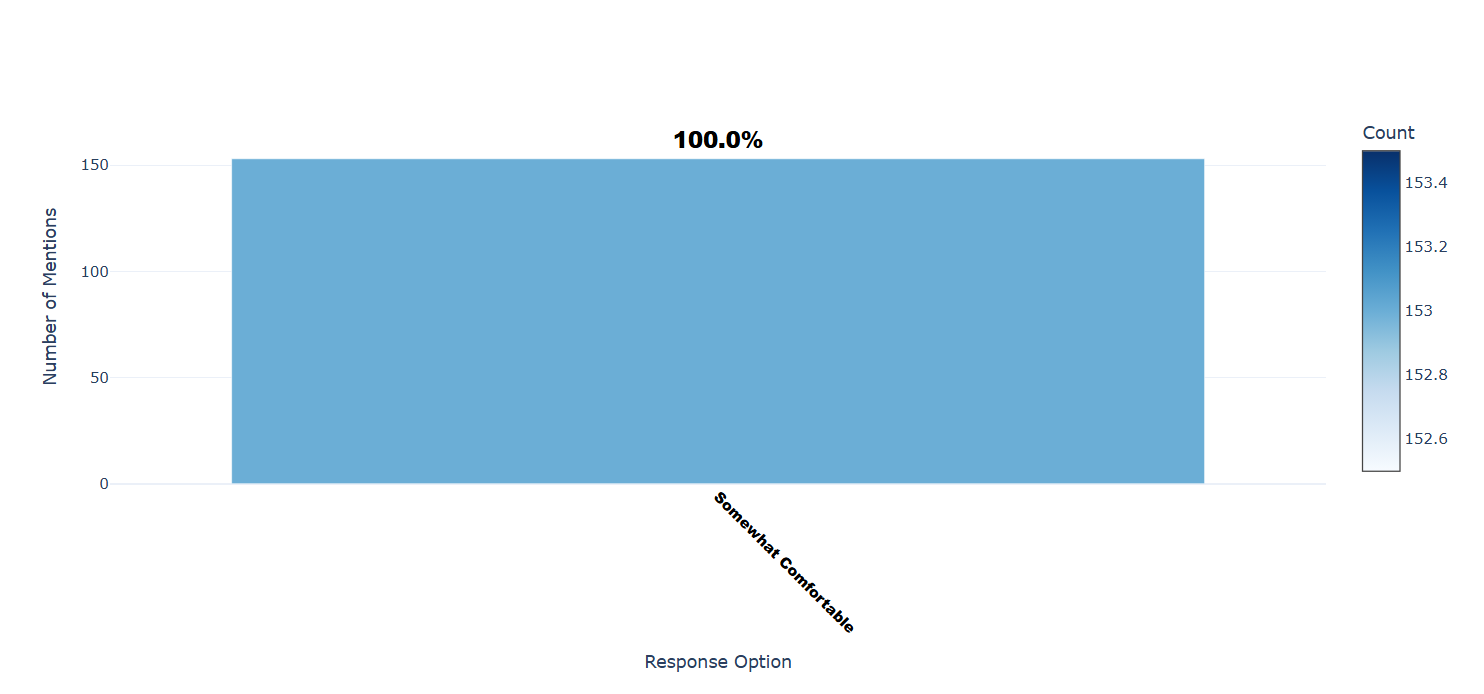 100.0%
Number of Mentions
150
100
50
0
Somewhat Comfortable
Response Option
Count
153.4
153.2
153
152.8
152.6